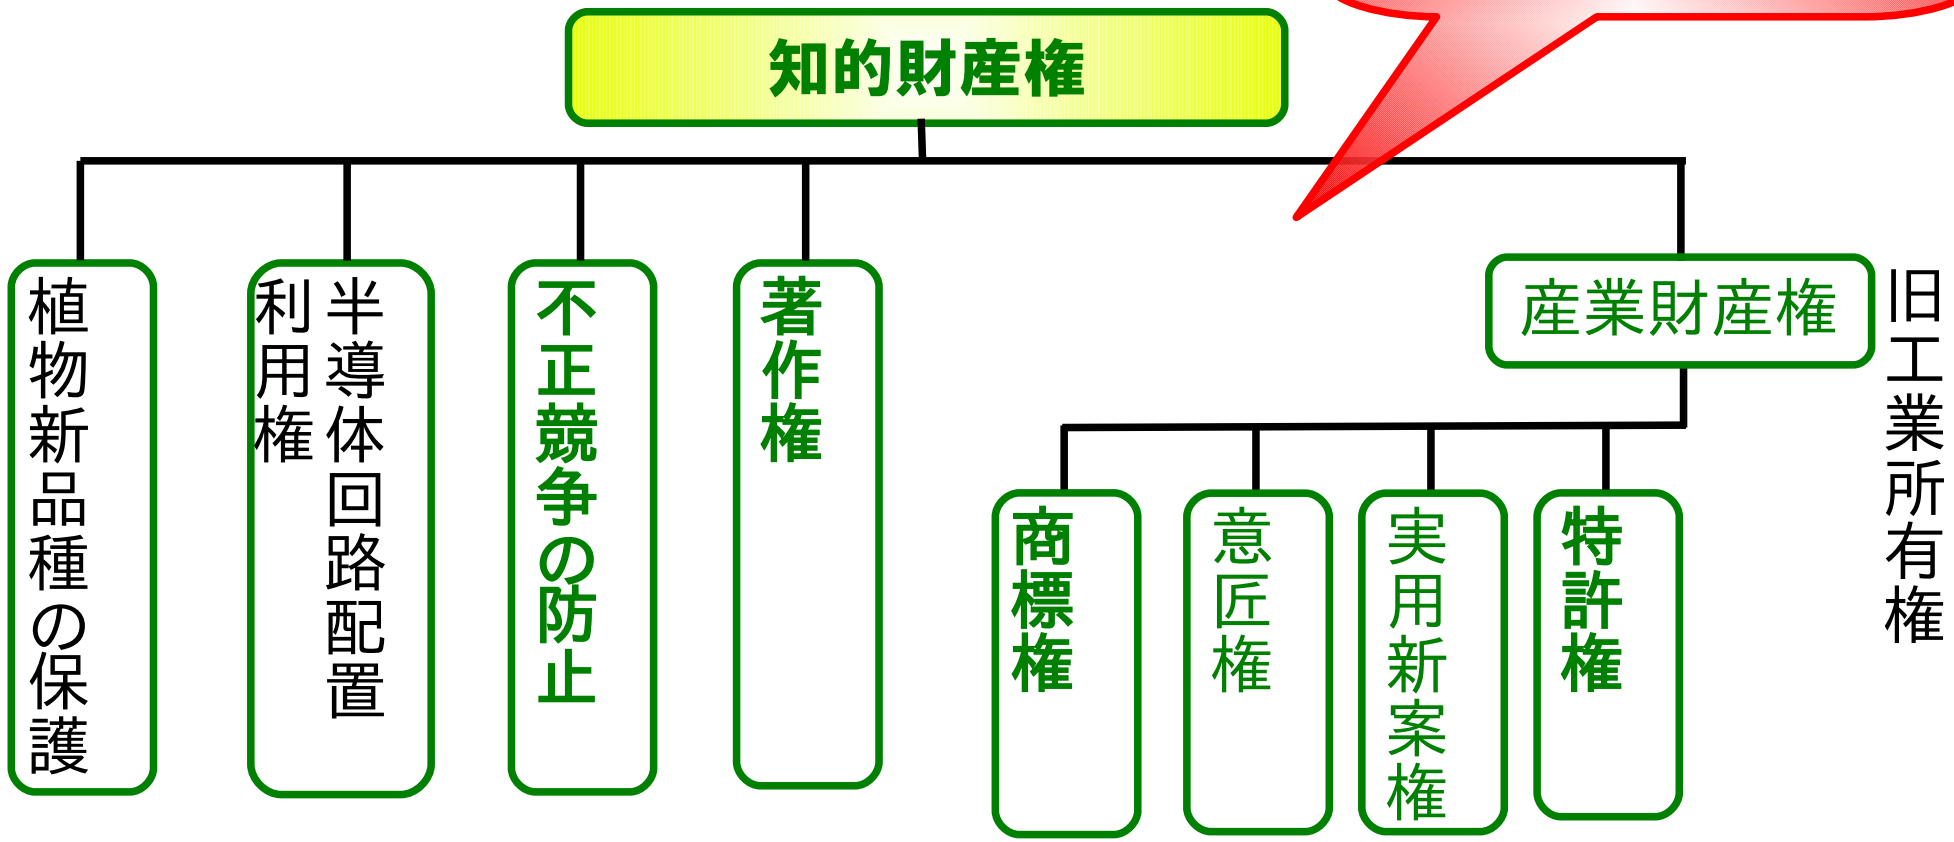 知的財産権
産業財産権
旧工業所有権
特許権
実用新案権
意匠権
商標権
著作権
不正競争の防止
半導体回路配置
利用権
植物新品種の保護